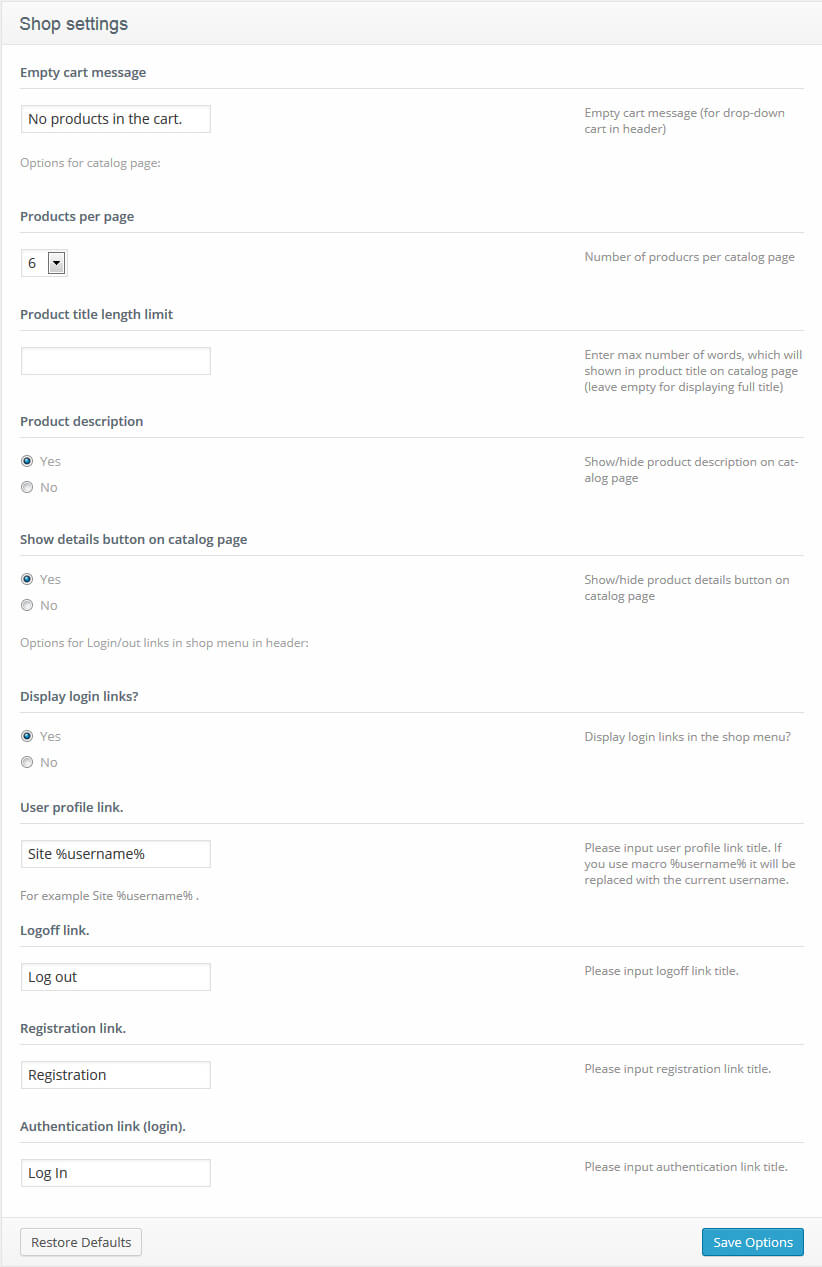 Shop settings
Empty cart message
No products in the cart.
Empty cart message (for drop-down
cart in header)
Options for catalog page:
Products per page
6
Number of producrs per catalog page
Product title length limit
Enter max number of words, which will
shown in product title on catalog page
(leave empty for displaying full title)
Product description
Yes
No
Show/hide product description on cat-
alog page
Show details button on catalog page
Yes
No
Show/hide product details button on
catalog page
Options for Login/out links in shop menu in header:
Display login links?
Yes
No
Display login links in the shop menu?
User profile link.
Site %username%
Please input user profile link title. If
you use macro %username% it will be
replaced with the current username.
For example Site %username% .
Logoff link.
Log out
Please input logoff link title.
Registration link.
Registration
Please input registration link title.
Authentication link (login).
Log In
Please input authentication link title.
Restore Defaults
Save Options